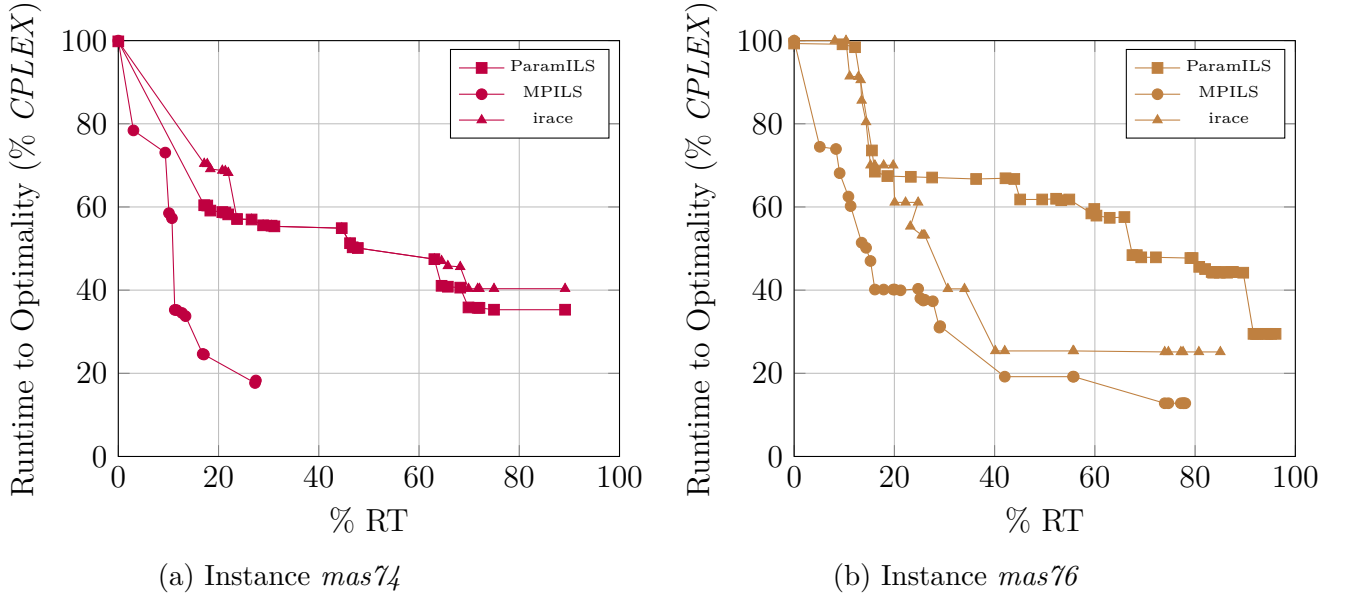 Runtime to Optimality (% CPLEX)
100
80
60
40
20
0
0 20 40 60 80 100
% RT
ParamILS
MPILS
irace
(a) Instance mas74
Runtime to Optimality (% CPLEX)
100
80
60
40
20
0
0 20 40 60 80 100
% RT
ParamILS
MPILS
irace
(b) Instance mas76